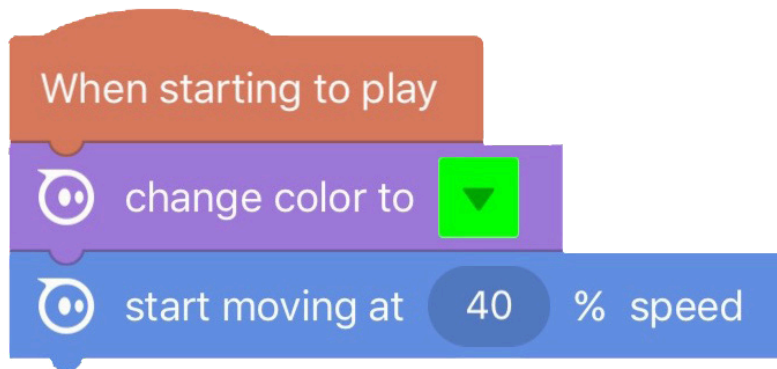 When starting to play
change color to
start moving at 40 % speed